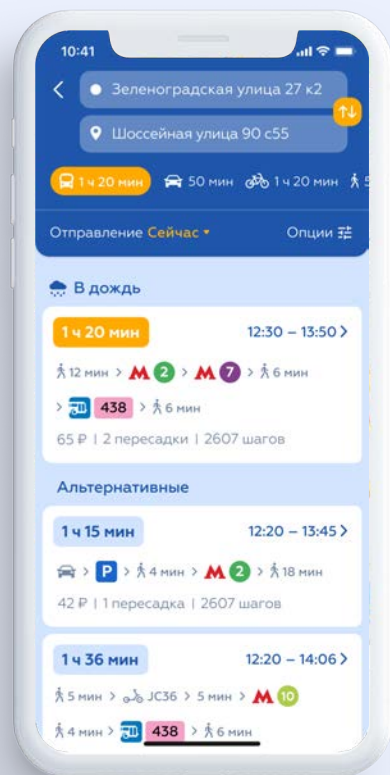 10:41
Зеленоградская улица 27 к2
Шоссейная улица 90 с55
1 ч 20 мин 50 мин 1 ч 20 мин 5
Отправление Сейчас Опции
В дождь
1 ч 20 мин 12:30 – 13:50 >
12 мин > М 2 > М 7 > 6 мин
> 438 > 6 мин
65 ₽ | 2 пересадки | 2607 шагов
Альтернативные
1 ч 15 мин 12:20 – 13:45 >
> P > 4 мин > М 2 > 18 мин
42 ₽ | 1 пересадка | 2607 шагов
1 ч 36 мин 12:20 – 14:06 >
5 мин > JC36 > 5 мин > М 10
4 мин > 438 > 6 мин